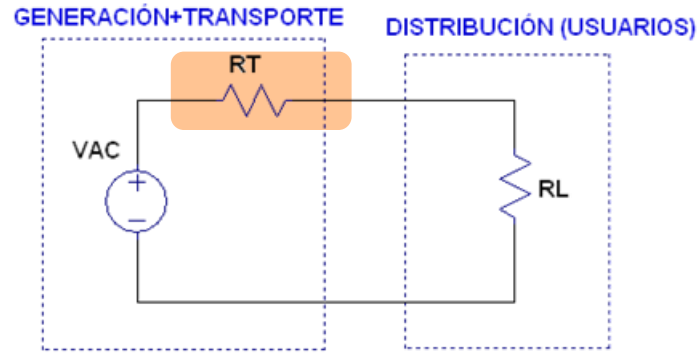 GENERACIÓN+TRANSPORTE
DISTRIBUCIÓN (USUARIOS)
RT
VAC
+
−
RL